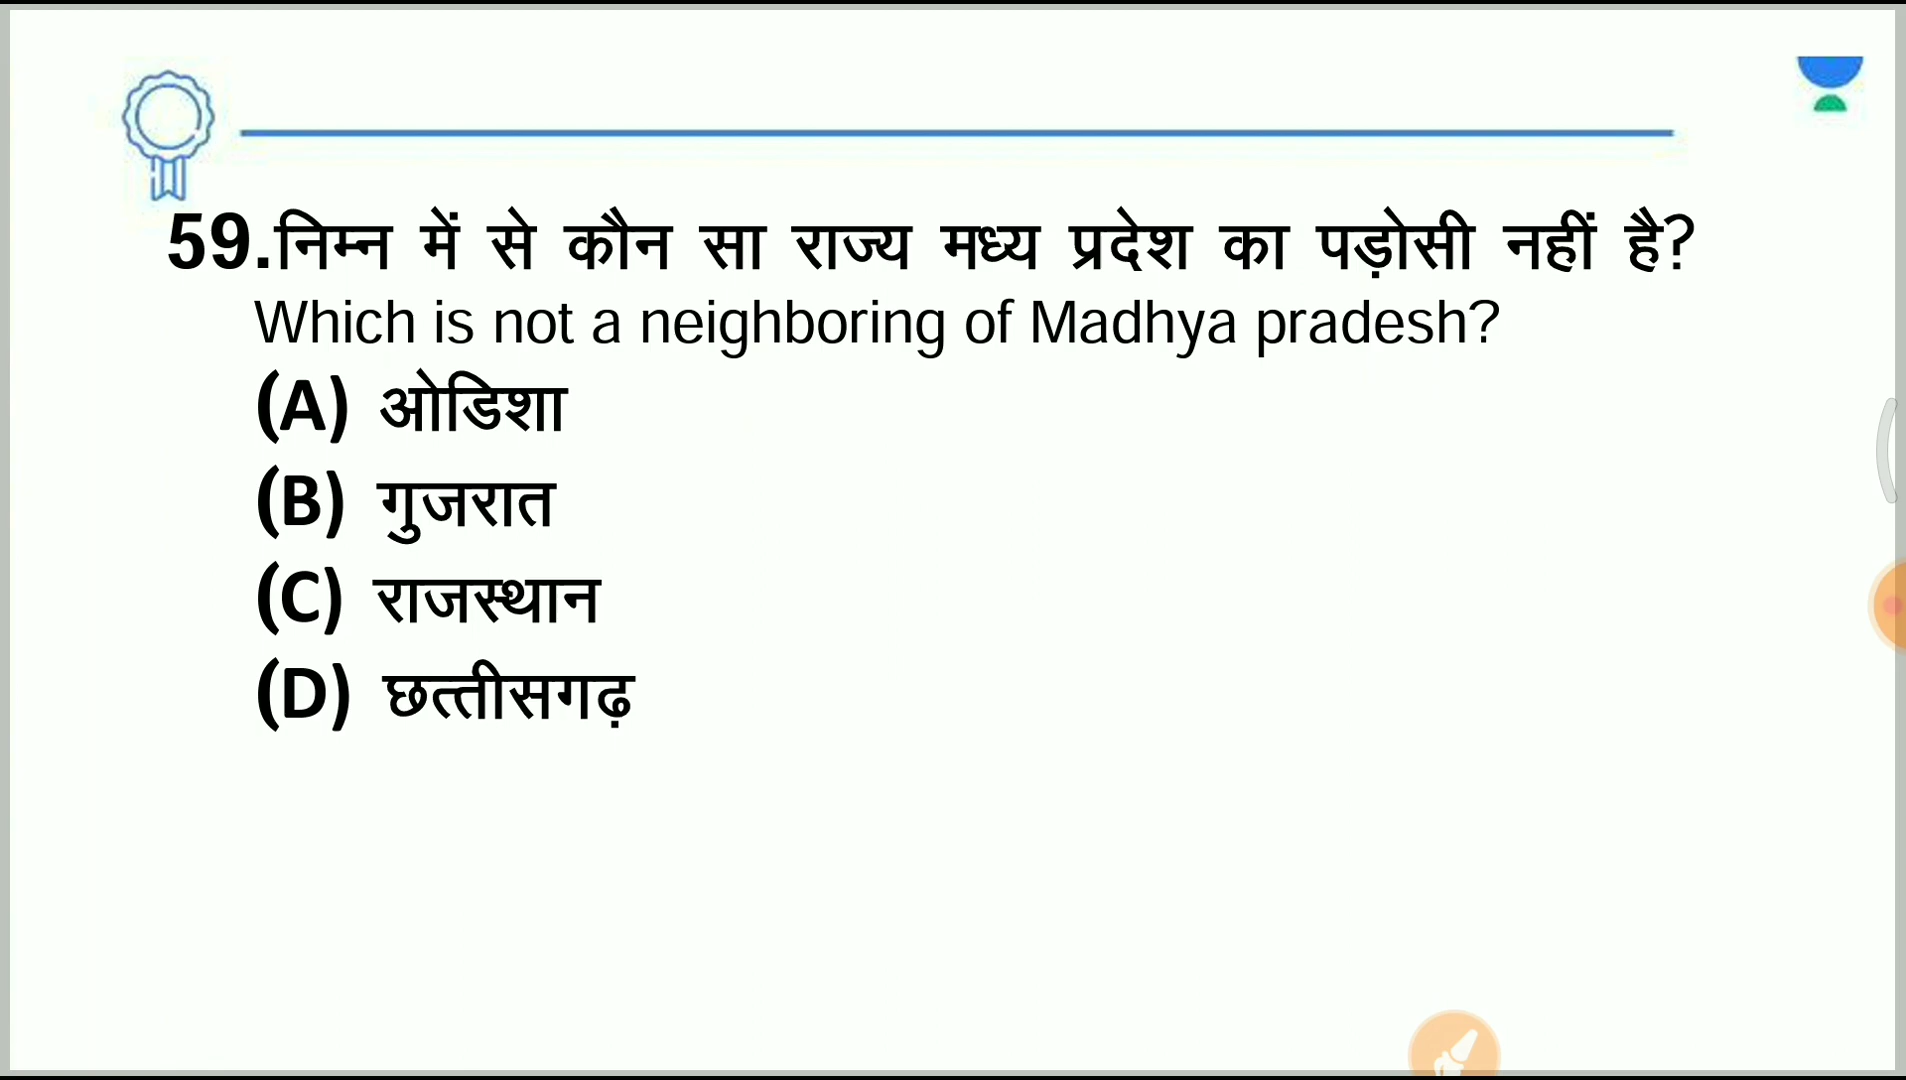 59.निम्न में से कौन सा राज्य मध्य प्रदेश का पड़ोसी नहीं है?
Which is not a neighboring of Madhya pradesh?
(A) ओडिशा
(B) गुजरात
(C) राजस्थान
(D) छत्तीसगढ़